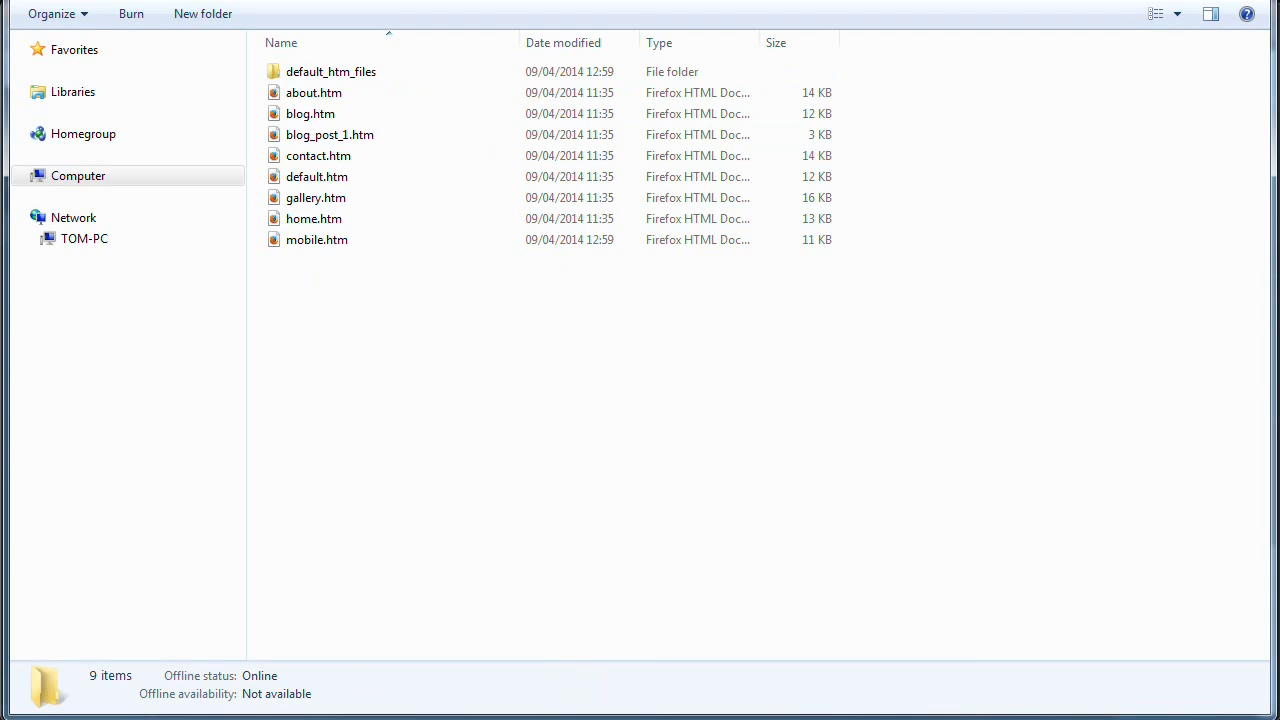 Organize Burn New folder
Favorites
Libraries
Homegroup
Computer
Network
TOM-PC
Name Date modified Type Size
default_htm_files 09/04/2014 12:59 File folder
about.htm 09/04/2014 11:35 Firefox HTML Doc... 14 KB
blog.htm 09/04/2014 11:35 Firefox HTML Doc... 12 KB
blog_post_1.htm 09/04/2014 11:35 Firefox HTML Doc... 3 KB
contact.htm 09/04/2014 11:35 Firefox HTML Doc... 14 KB
default.htm 09/04/2014 11:35 Firefox HTML Doc... 12 KB
gallery.htm 09/04/2014 11:35 Firefox HTML Doc... 16 KB
home.htm 09/04/2014 11:35 Firefox HTML Doc... 13 KB
mobile.htm 09/04/2014 12:59 Firefox HTML Doc... 11 KB
9 items Offline status: Online
Offline availability: Not available